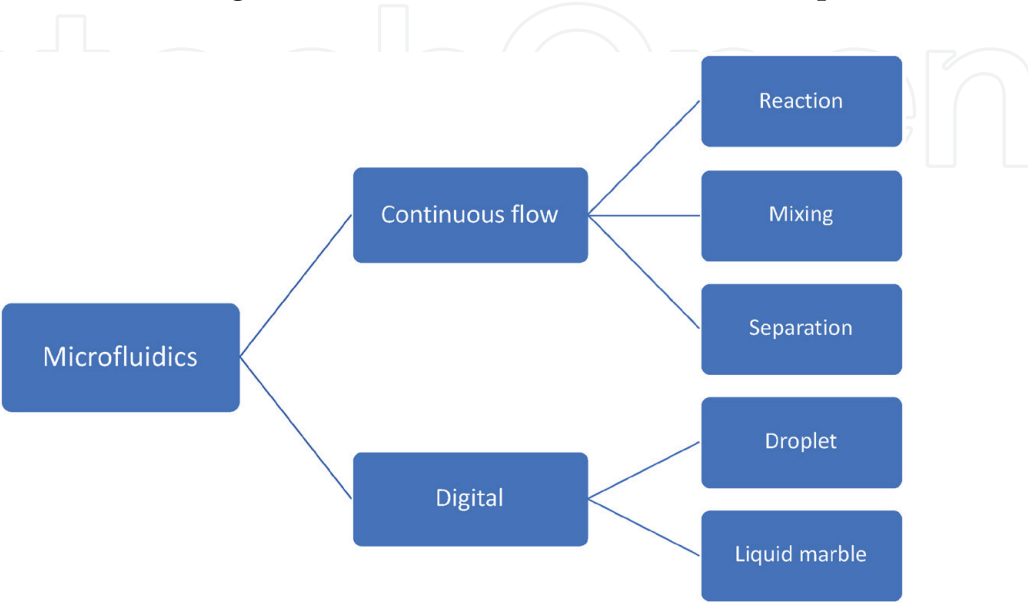 Microfluidics
Continuous flow
Reaction
Mixing
Separation
Digital
Droplet
Liquid marble